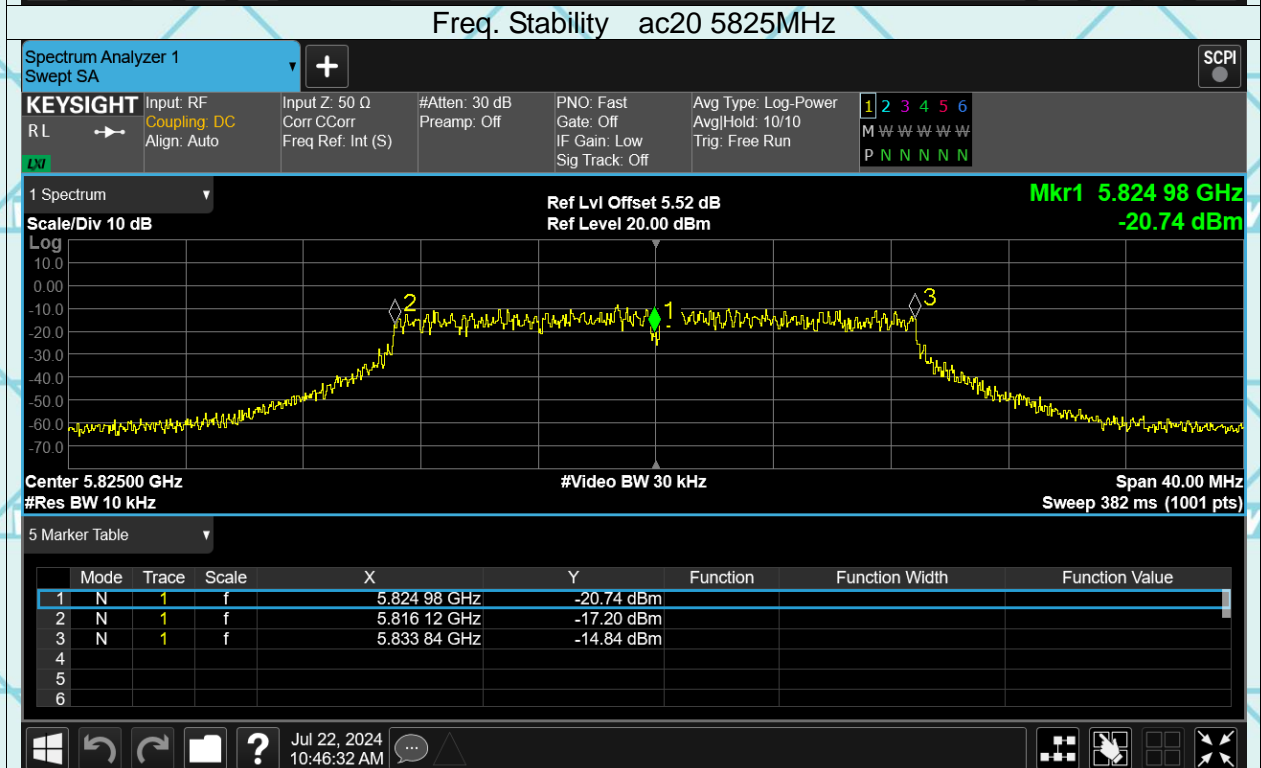 Freq. Stability ac20 5825MHz
Spectrum Analyzer 1
Swept SA
SCPI
KEYSIGHT Input: RF Input Z: 50 Ω #Atten: 30 dB PNO: Fast Avg Type: Log-Power 1 2 3 4 5 6
R L Coupling: DC Corr CCorr Preamp: Off Gate: Off Avg|Hold: 10/10 M W W W W W
Align: Auto Freq Ref: Int (S) IF Gain: Low Trig: Free Run P N N N N N
LXI Sig Track: Off
1 Spectrum Ref Lvl Offset 5.52 dB Mkr1 5.824 98 GHz
Scale/Div 10 dB Ref Level 20.00 dBm -20.74 dBm
Log
10.0
0.00
-10.0
-20.0
-30.0
-40.0
-50.0
-60.0
-70.0
2
1
3
Center 5.82500 GHz #Video BW 30 kHz Span 40.00 MHz
#Res BW 10 kHz Sweep 382 ms (1001 pts)
5 Marker Table
Mode Trace Scale X Y Function Function Width Function Value
1 N 1 f 5.824 98 GHz -20.74 dBm
2 N 1 f 5.816 12 GHz -17.20 dBm
3 N 1 f 5.833 84 GHz -14.84 dBm
4
5
6
? Jul 22, 2024
10:46:32 AM